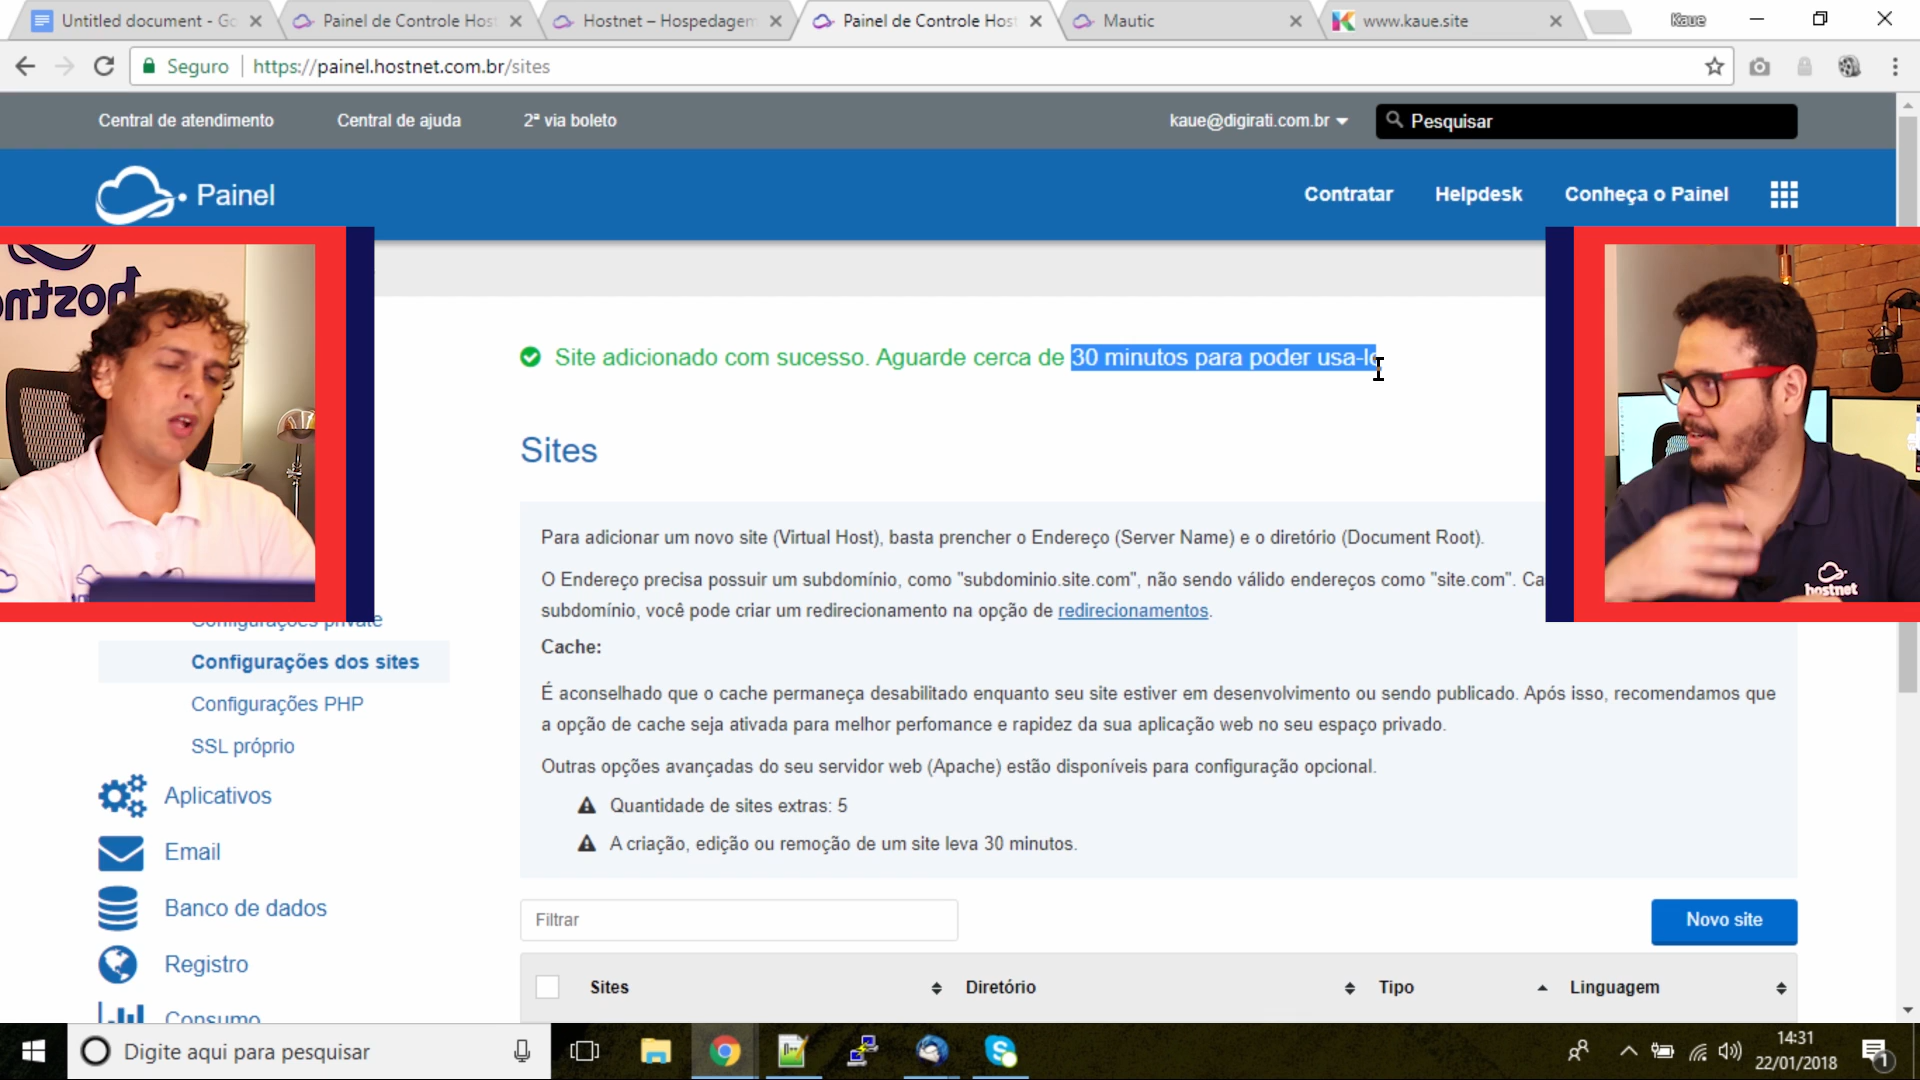 Untitled document - Go
Painel de Controle Host
Hostnet – Hospedagem
Painel de Controle Host
Mautic
www.kaue.site
Kaue
Seguro
https://painel.hostnet.com.br/sites
Central de atendimento
Central de ajuda
2ª via boleto
kaue@digirati.com.br
Pesquisar
Painel
Contratar
Helpdesk
Conheça o Painel
hostnet
Site adicionado com sucesso. Aguarde cerca de 30 minutos para poder usa-lo
Sites
Para adicionar um novo site (Virtual Host), basta prencher o Endereço (Server Name) e o diretório (Document Root).
O Endereço precisa possuir um subdomínio, como "subdominio.site.com", não sendo válido endereços como "site.com". Ca
subdomínio, você pode criar um redirecionamento na opção de redirecionamentos.
hostnet
Configurações private
Configurações dos sites
Configurações PHP
SSL próprio
Aplicativos
Email
Banco de dados
Registro
Consumo
Cache:
É aconselhado que o cache permaneça desabilitado enquanto seu site estiver em desenvolvimento ou sendo publicado. Após isso, recomendamos que
a opção de cache seja ativada para melhor perfomance e rapidez da sua aplicação web no seu espaço privado.
Outras opções avançadas do seu servidor web (Apache) estão disponíveis para configuração opcional.
Quantidade de sites extras: 5
A criação, edição ou remoção de um site leva 30 minutos.
Filtrar
Novo site
Sites
Diretório
Tipo
Linguagem
Digite aqui para pesquisar
14:31
22/01/2018
1